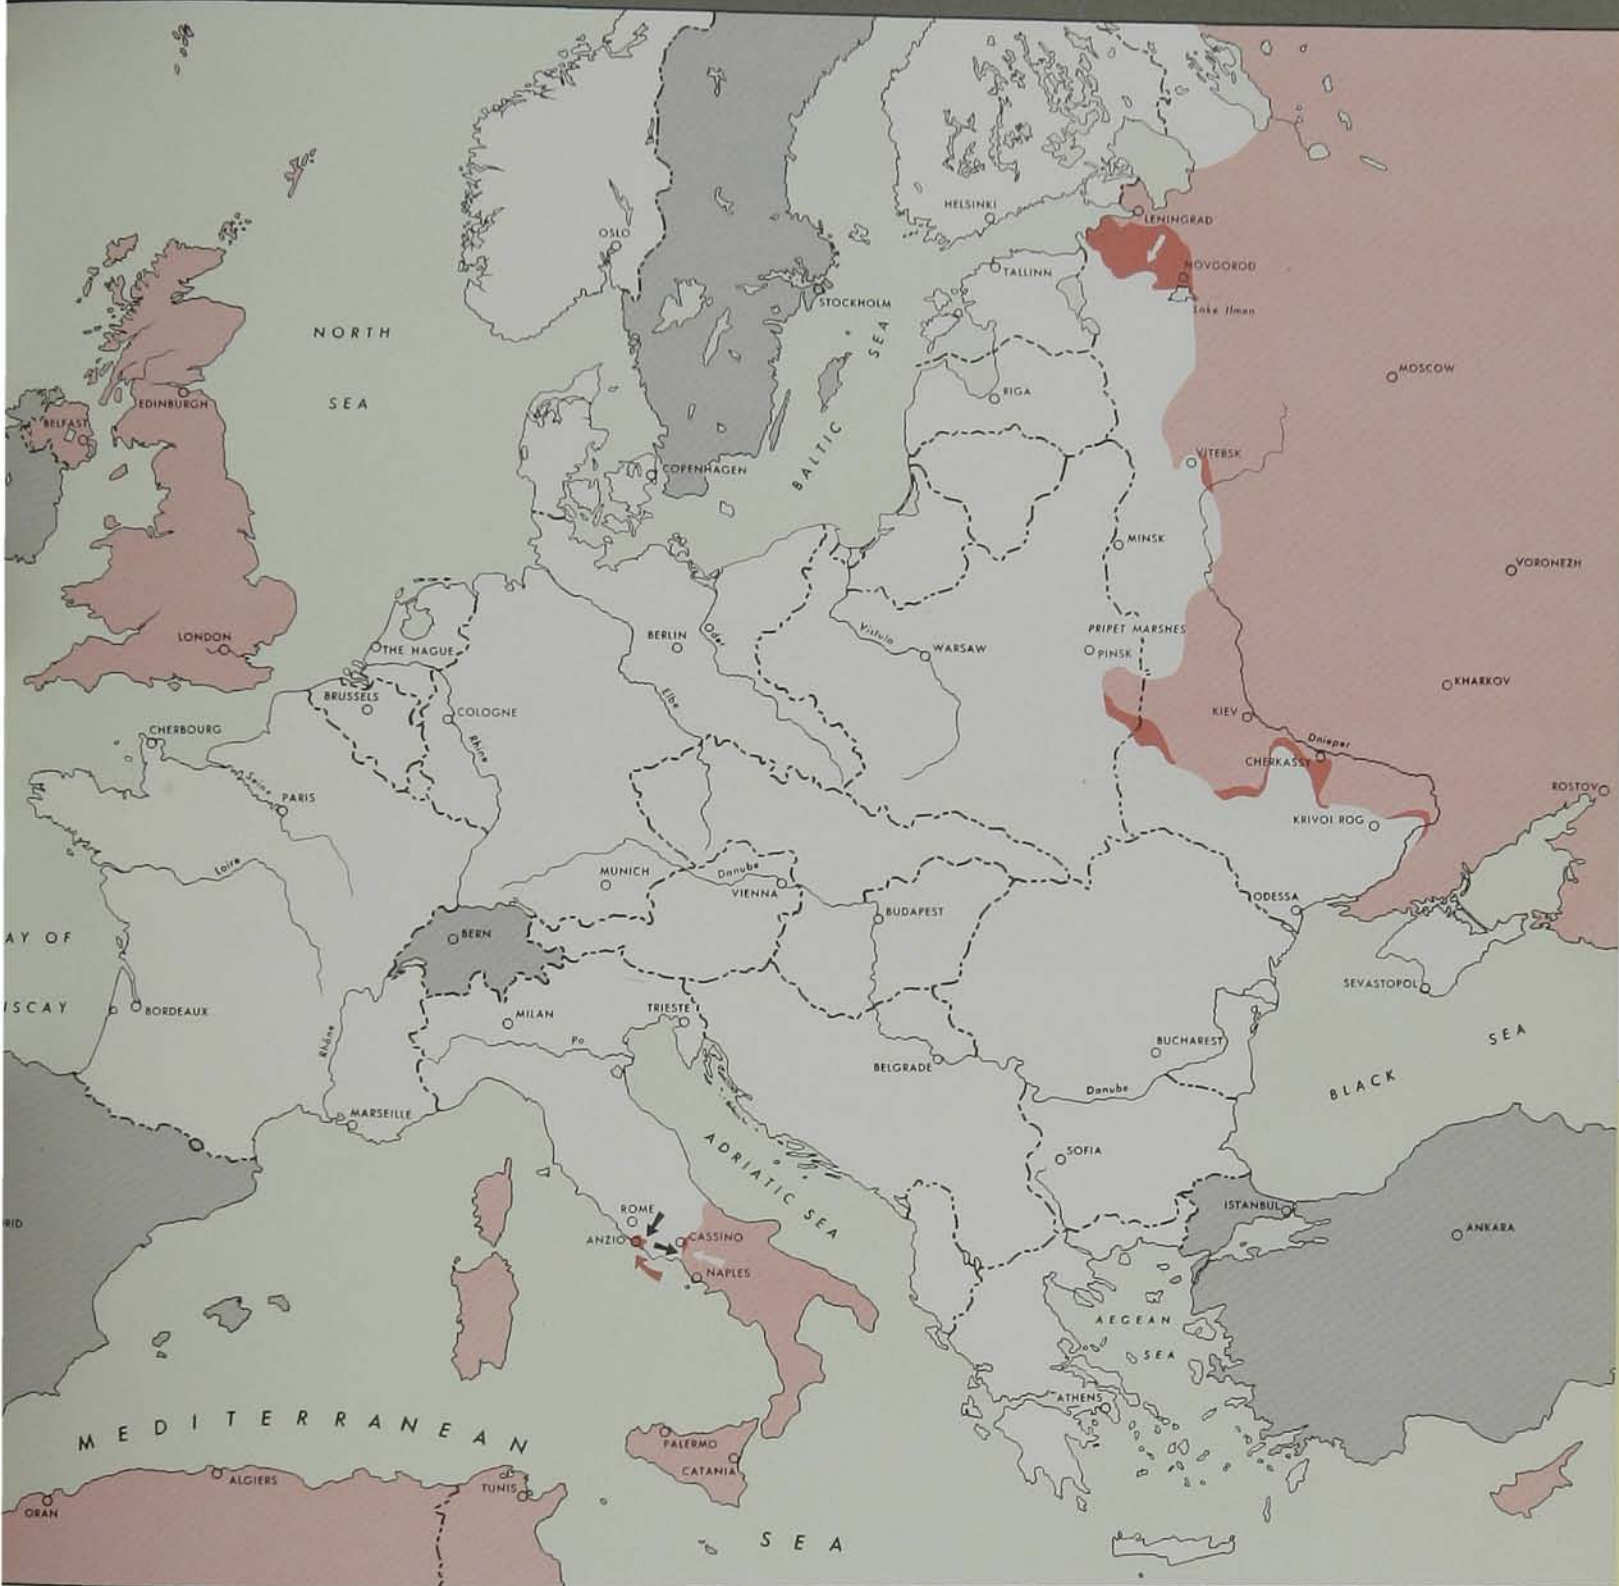 HELSINKI
LENINGRAD
OSLO
NOVGOROD
TALLINN
STOCKHOLM
Lake Ilmen
NORTH
SEA
BALTIC
SEA
MOSCOW
RIGA
EDINBURGH
BELFAST
VITEBSK
COPENHAGEN
MINSK
VORONEZH
PRIPET MARSHES
PINSK
LONDON
BERLIN
Oder
Vistula
WARSAW
THE HAGUE
BRUSSELS
Elbe
KHARKOV
COLOGNE
Rhine
KIEV
CHERBOURG
Dnieper
CHERKASSY
Seine
PARIS
ROSTOV
KRIVOI ROG
Loire
MUNICH
Danube
VIENNA
ODESSA
BUDAPEST
AY OF
ISCAY
BERN
SEVASTOPOL
BORDEAUX
MILAN
TRIESTE
Po
Rhône
BUCHAREST
BELGRADE
Danube
BLACK
SEA
MARSEILLE
ADRIATIC SEA
SOFIA
ROME
ISTANBUL
RID
ANKARA
ANZIO
CASSINO
NAPLES
AEGEAN
SEA
ATHENS
MEDITERRANEAN
PALERMO
CATANIA
ALGIERS
TUNIS
ORAN
SEA